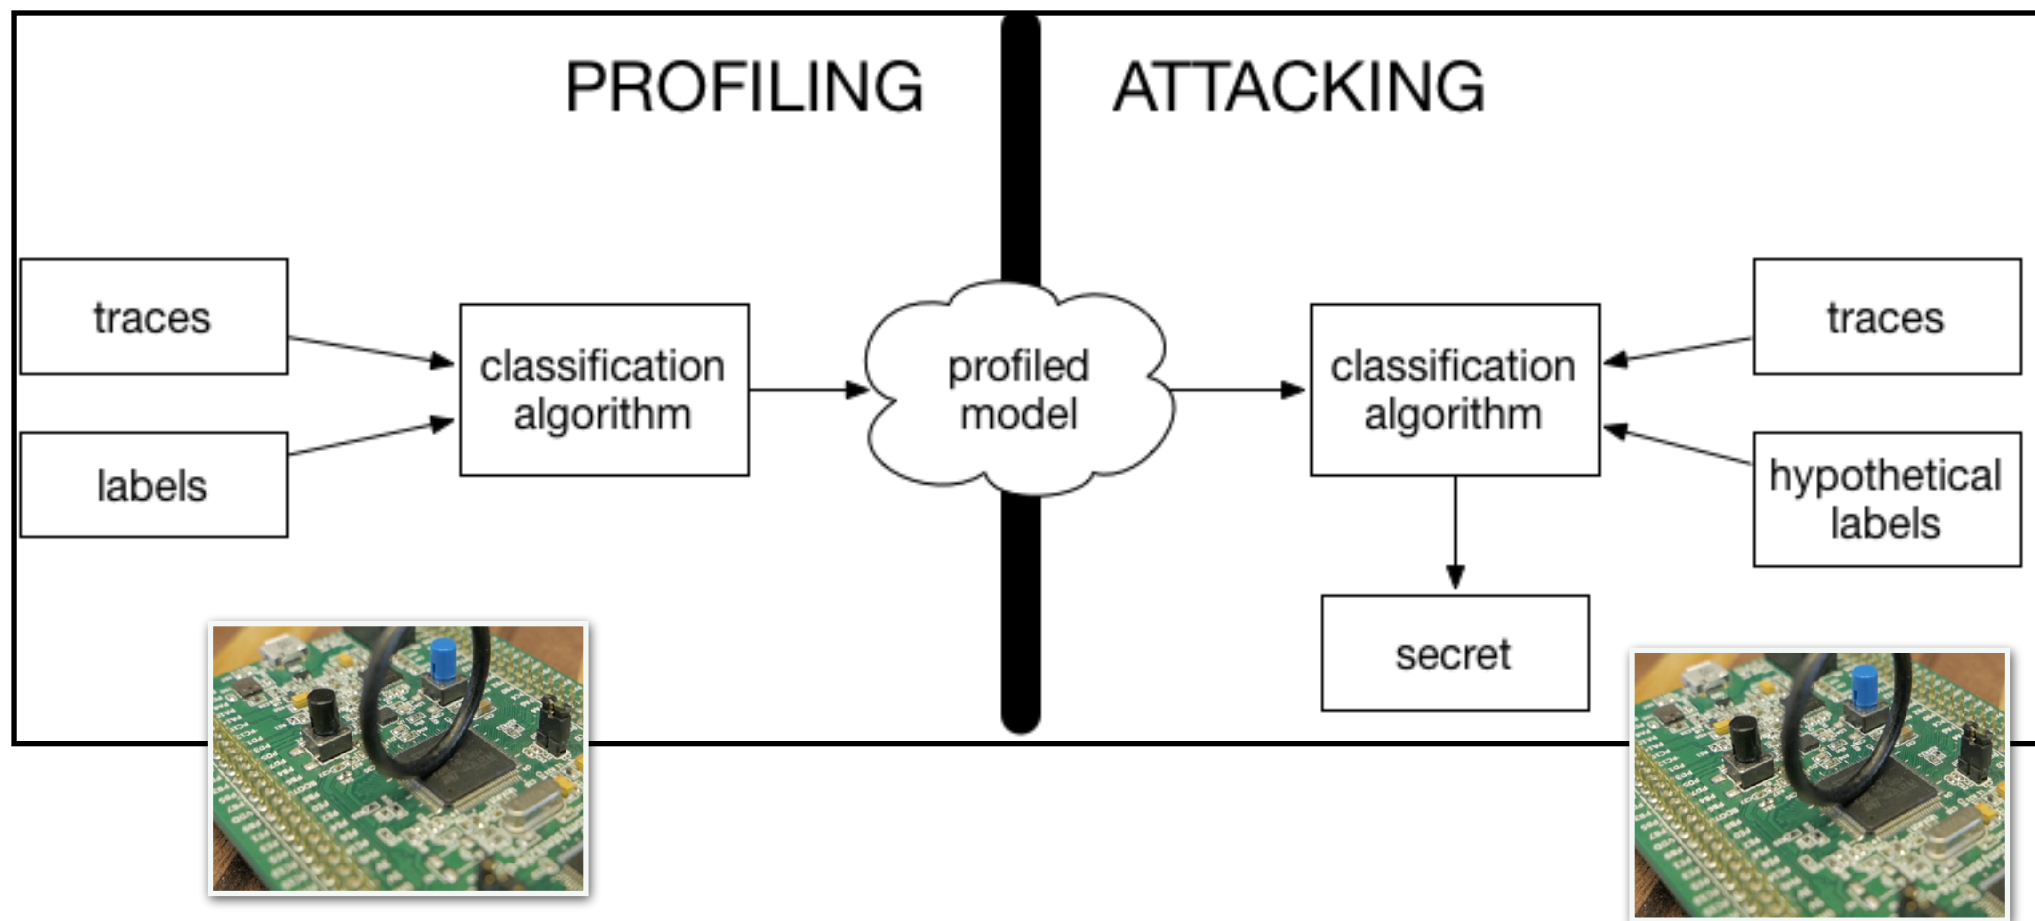 PROFILING
ATTACKING
traces
labels
classification
algorithm
profiled
model
classification
algorithm
traces
hypothetical
labels
secret